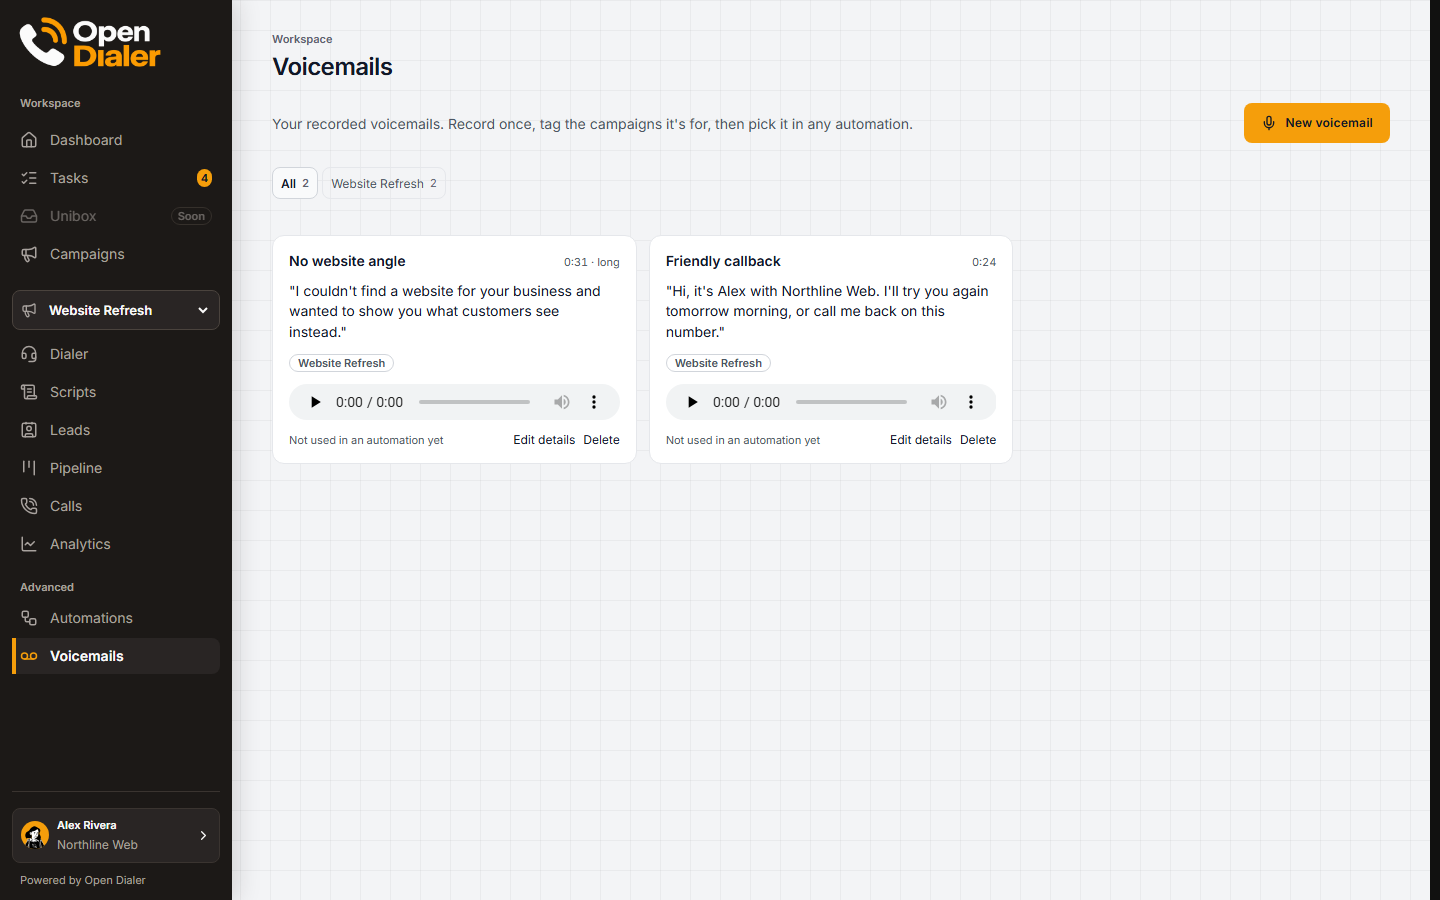 Open
Dialer
Workspace
Dashboard
Tasks 4
Unibox Soon
Campaigns
Website Refresh
Dialer
Scripts
Leads
Pipeline
Calls
Analytics
Advanced
Automations
Voicemails
Alex Rivera
Northline Web
Powered by Open Dialer
Workspace
Voicemails
Your recorded voicemails. Record once, tag the campaigns it's for, then pick it in any automation.
New voicemail
All 2
Website Refresh 2
No website angle 0:31 · long
"I couldn't find a website for your business and
wanted to show you what customers see
instead."
Website Refresh
0:00 / 0:00
Not used in an automation yet Edit details Delete
Friendly callback 0:24
"Hi, it's Alex with Northline Web. I'll try you again
tomorrow morning, or call me back on this
number."
Website Refresh
0:00 / 0:00
Not used in an automation yet Edit details Delete